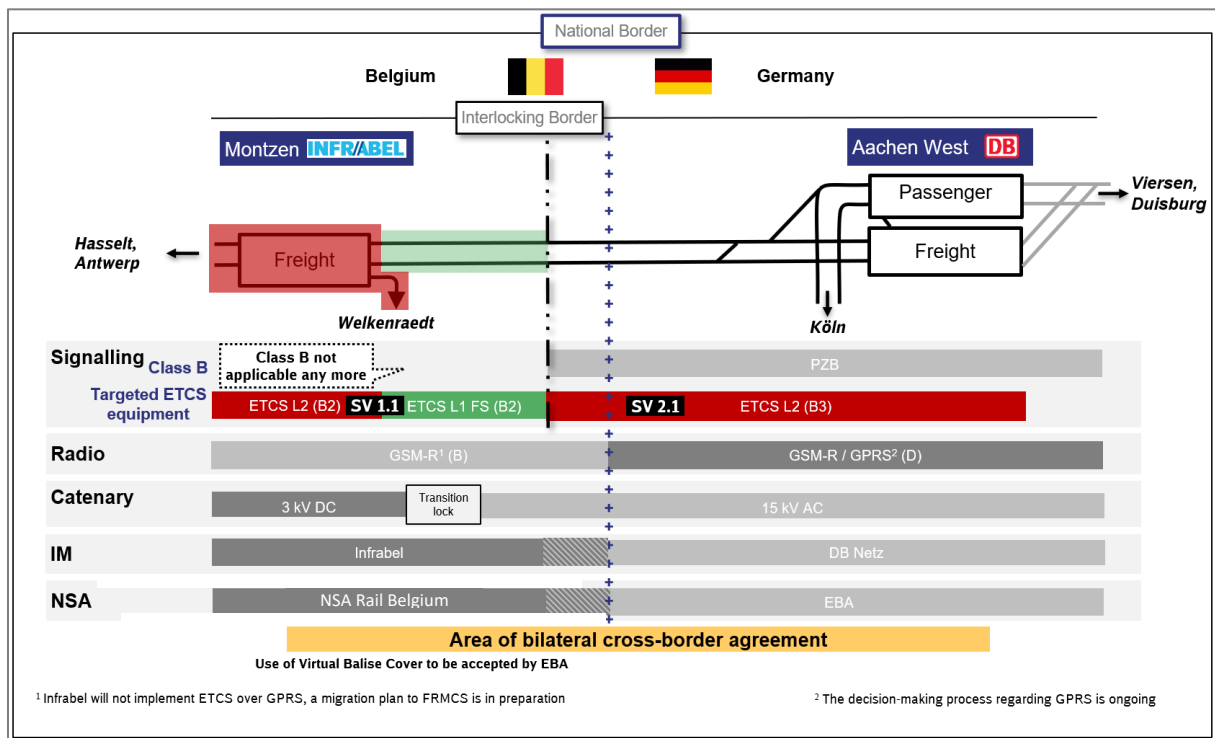 National Border
Belgium
Germany
Interlocking Border
Montzen INFRABEL
Aachen West DB
Passenger
Viersen,
Duisburg
Hasselt,
Antwerp
Freight
Freight
Welkenraedt
Köln
Signalling
Class B
Class B not
applicable any more
PZB
Targeted ETCS
equipment
ETCS L2 (B2) SV 1.1 ETCS L1 FS (B2) SV 2.1 ETCS L2 (B3)
Radio
GSM-R¹ (B)
GSM-R / GPRS² (D)
Catenary
3 kV DC
Transition
lock
15 kV AC
IM
Infrabel
DB Netz
NSA
NSA Rail Belgium
EBA
Area of bilateral cross-border agreement
Use of Virtual Balise Cover to be accepted by EBA
¹ Infrabel will not implement ETCS over GPRS, a migration plan to FRMCS is in preparation
² The decision-making process regarding GPRS is ongoing